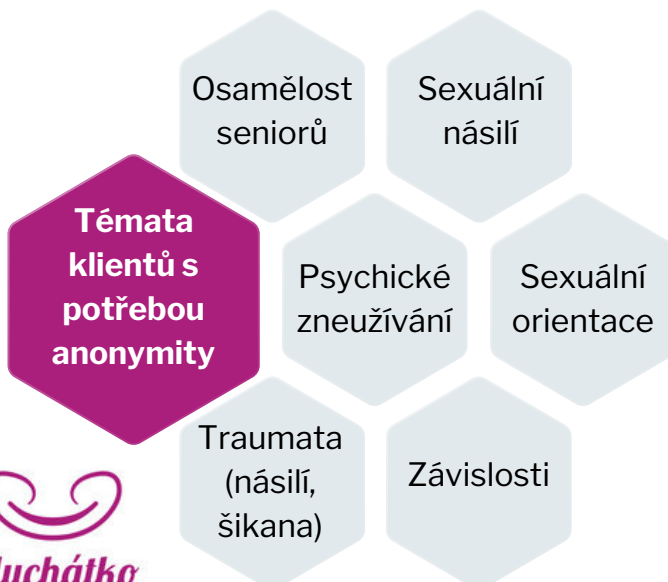 Osamělost
seniorů
Sexuální
násilí
Témata
klientů s
potřebou
anonymity
Psychické
zneužívání
Sexuální
orientace
Traumata
(násilí,
šikana)
Závislosti